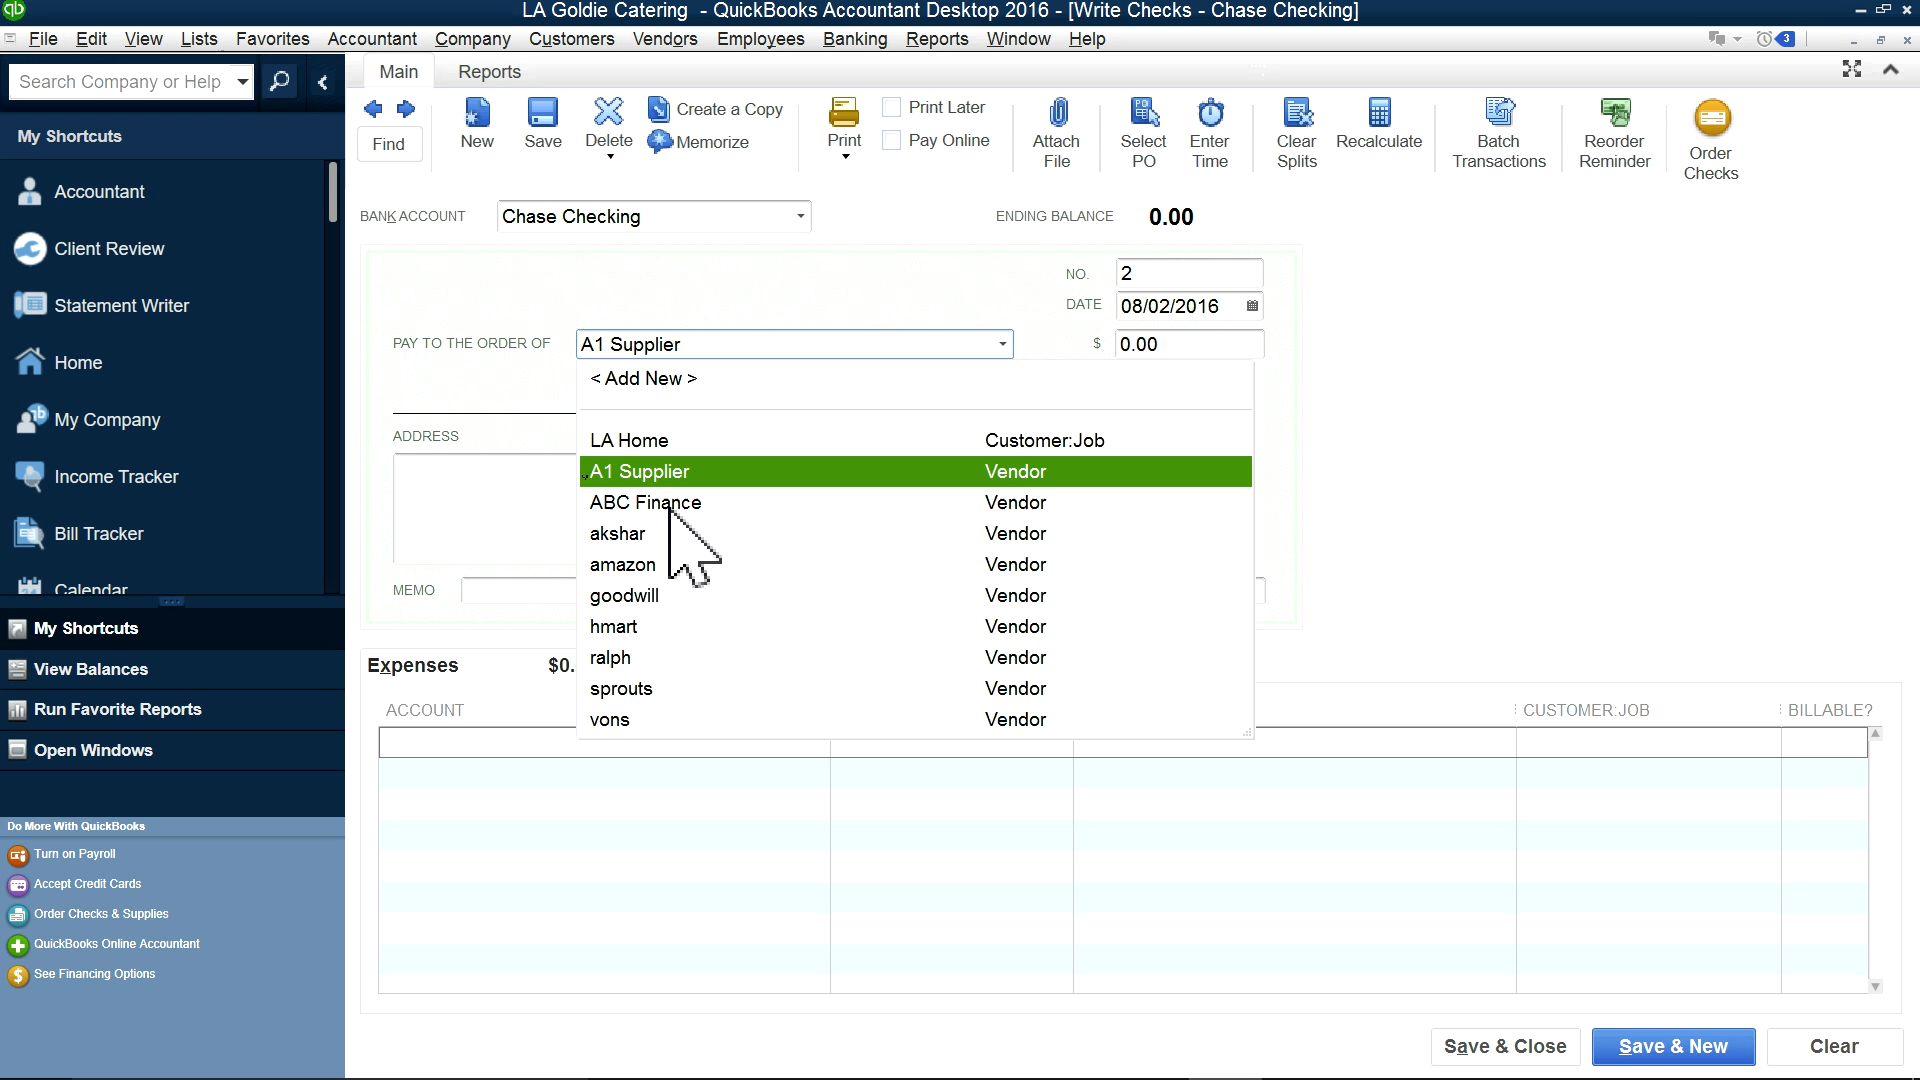 LA Goldie Catering - QuickBooks Accountant Desktop 2016 - [Write Checks - Chase Checking]
File Edit View Lists Favorites Accountant Company Customers Vendors Employees Banking Reports Window Help
3
Search Company or Help
Main Reports
My Shortcuts
Accountant
Client Review
Statement Writer
Home
My Company
Income Tracker
Bill Tracker
Calendar
My Shortcuts
View Balances
Run Favorite Reports
Open Windows
Do More With QuickBooks
Turn on Payroll
Accept Credit Cards
Order Checks & Supplies
QuickBooks Online Accountant
See Financing Options
Find
New
Save
Delete
Create a Copy
Memorize
Print
Print Later
Pay Online
Attach
File
Select
PO
Enter
Time
Clear
Splits
Recalculate
Batch
Transactions
Reorder
Reminder
Order
Checks
BANK ACCOUNT Chase Checking
ENDING BALANCE 0.00
NO. 2
DATE 08/02/2016
PAY TO THE ORDER OF A1 Supplier $ 0.00
< Add New >
LA Home Customer:Job
A1 Supplier Vendor
ABC Finance Vendor
akshar Vendor
amazon Vendor
goodwill Vendor
hmart Vendor
ralph Vendor
sprouts Vendor
vons Vendor
ADDRESS
MEMO
Expenses $0.
ACCOUNT CUSTOMER:JOB BILLABLE?
Save & Close Save & New Clear